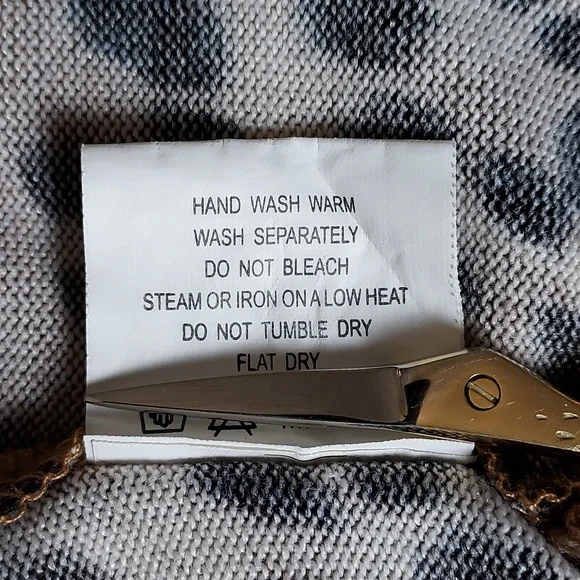 HAND WASH WARM
WASH SEPARATELY
DO NOT BLEACH
STEAM OR IRON ON A LOW HEAT
DO NOT TUMBLE DRY
FLAT DRY